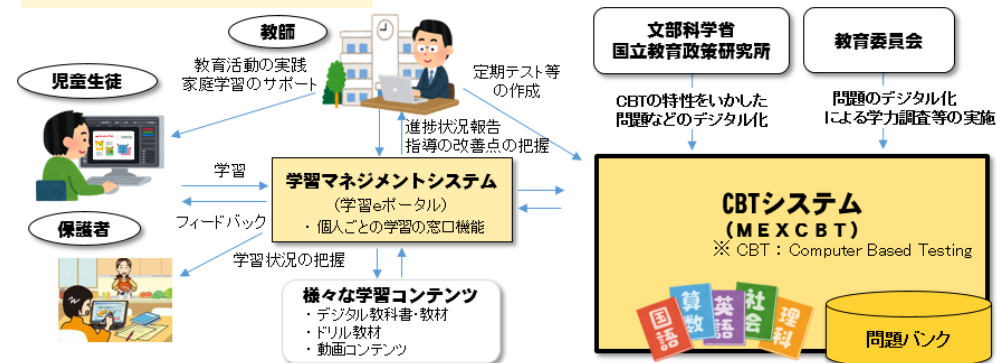 教師
児童生徒
教育活動の実践
家庭学習のサポート
定期テスト等
の作成
文部科学省
国立教育政策研究所
教育委員会
CBTの特性をいかした
問題などのデジタル化
問題のデジタル化
による学力調査等の実施
進捗状況報告
指導の改善点の把握
学習
フィードバック
学習マネジメントシステム
(学習eポータル)
・個人ごとの学習の窓口機能
保護者
学習状況の把握
様々な学習コンテンツ
・デジタル教科書・教材
・ドリル教材
・動画コンテンツ
CBTシステム
(MEXCBT)
※ CBT：Computer Based Testing
国語
算数
英語
社会
理科
問題バンク